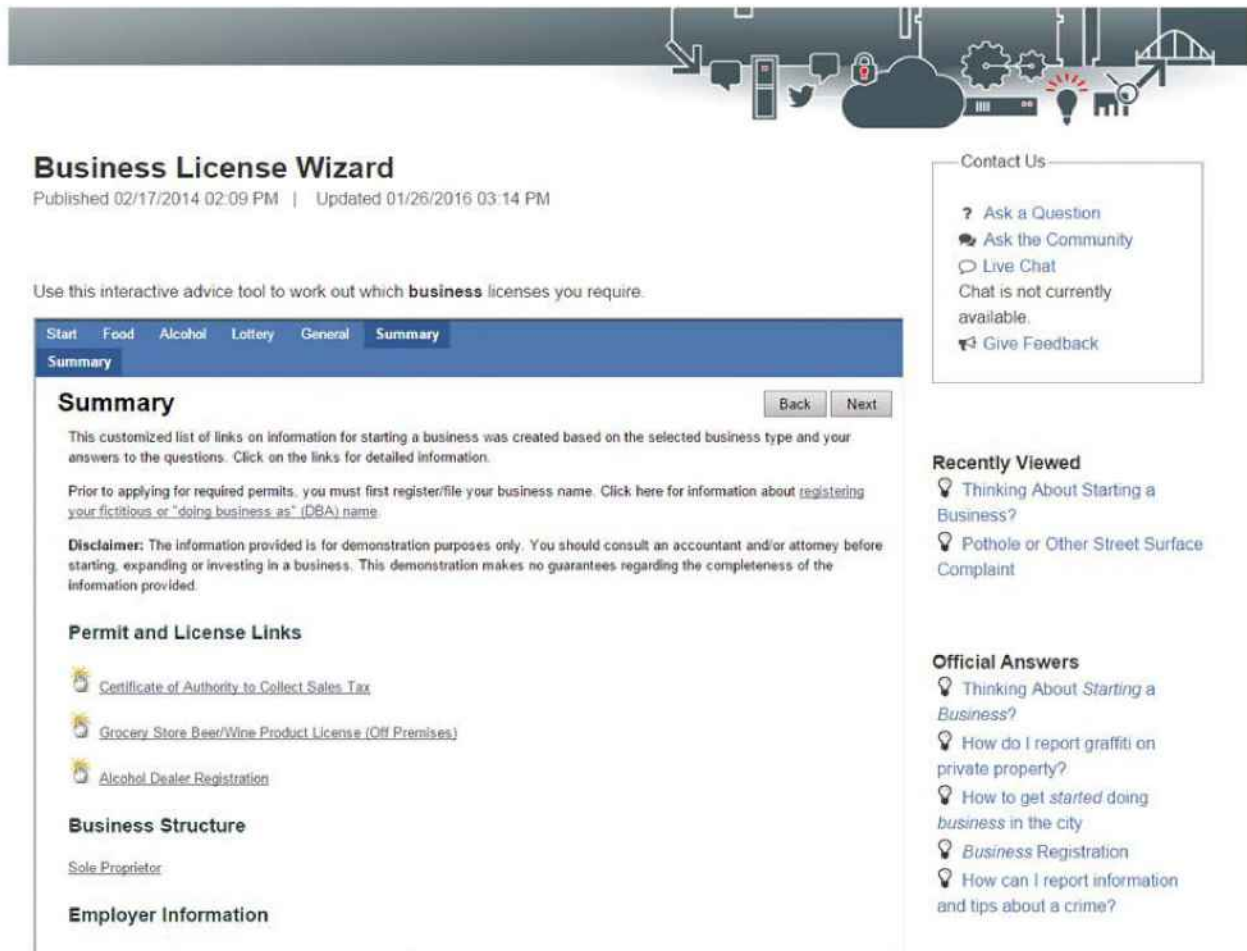 Business License Wizard
Published 02/17/2014 02:09 PM | Updated 01/26/2016 03:14 PM
Use this interactive advice tool to work out which business licenses you require.
Start Food Alcohol Lottery General Summary
Summary
Summary
Back Next
This customized list of links on information for starting a business was created based on the selected business type and your
answers to the questions. Click on the links for detailed information.
Prior to applying for required permits, you must first register/file your business name. Click here for information about registering
your fictitious or "doing business as" (DBA) name.
Disclaimer: The information provided is for demonstration purposes only. You should consult an accountant and/or attorney before
starting, expanding or investing in a business. This demonstration makes no guarantees regarding the completeness of the
information provided.
Permit and License Links
Certificate of Authority to Collect Sales Tax
Grocery Store Beer/Wine Product License (Off Premises)
Alcohol Dealer Registration
Business Structure
Sole Proprietor
Employer Information
Contact Us
? Ask a Question
Ask the Community
Live Chat
Chat is not currently
available.
Give Feedback
Recently Viewed
Thinking About Starting a
Business?
Pothole or Other Street Surface
Complaint
Official Answers
Thinking About Starting a
Business?
How do I report graffiti on
private property?
How to get started doing
business in the city
Business Registration
How can I report information
and tips about a crime?